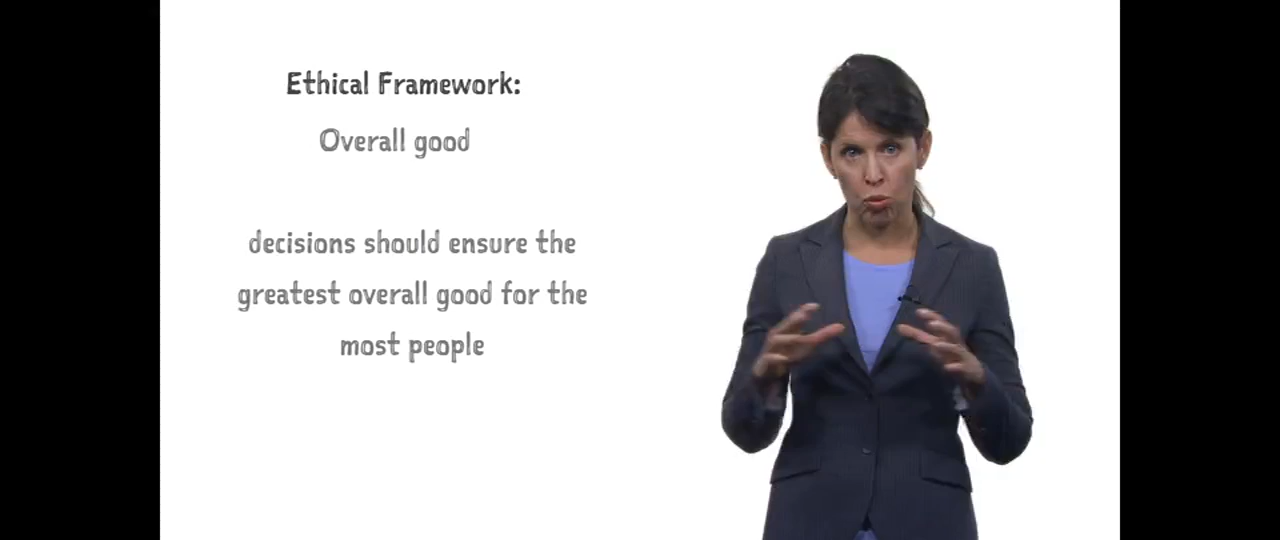 Ethical Framework:
Overall good
decisions should ensure the
greatest overall good for the
most people